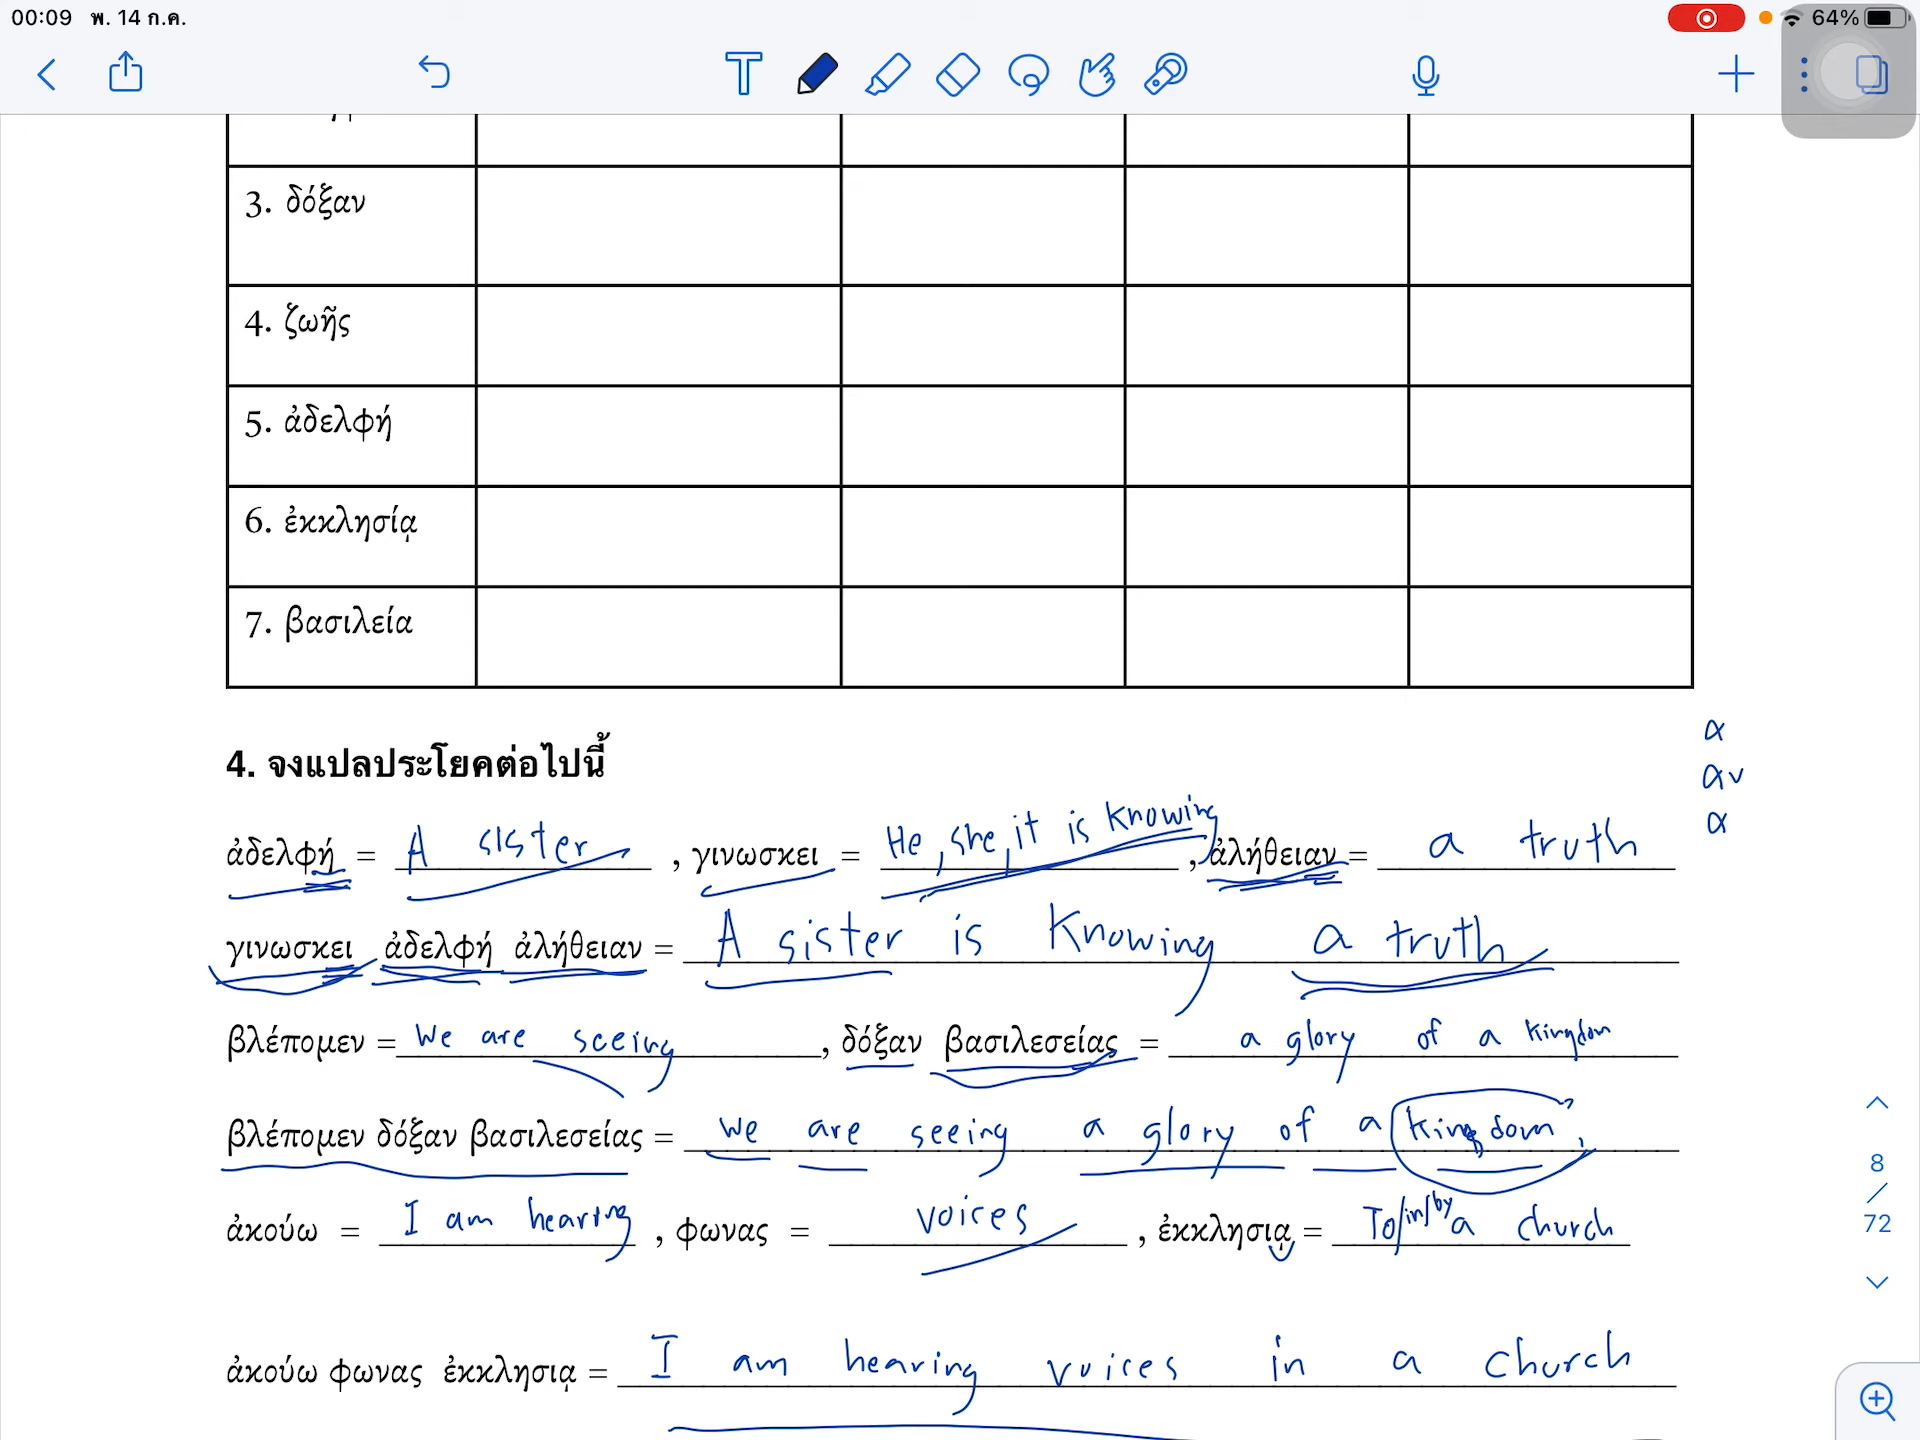 00:09 พ. 14 ก.ค. 64%
3. δόξαν
4. ζωῆς
5. ἀδελφή
6. ἐκκλησίᾳ
7. βασιλεία
α
αν
α
4. จงแปลประโยคต่อไปนี้
ἀδελφή = A sister , γινωσκει = He, she, it is knowing , ἀλήθειαν = a truth
γινωσκει ἀδελφή ἀλήθειαν = A sister is knowing a truth
βλέπομεν = We are seeing , δόξαν βασιλεσείας = a glory of a kingdom
βλέπομεν δόξαν βασιλεσείας = we are seeing a glory of a kingdom
ἀκούω = I am hearing , φωνας = voices , ἐκκλησιᾳ = To/in/by a church
ἀκούω φωνας ἐκκλησιᾳ = I am hearing voices in a church
8
/
72